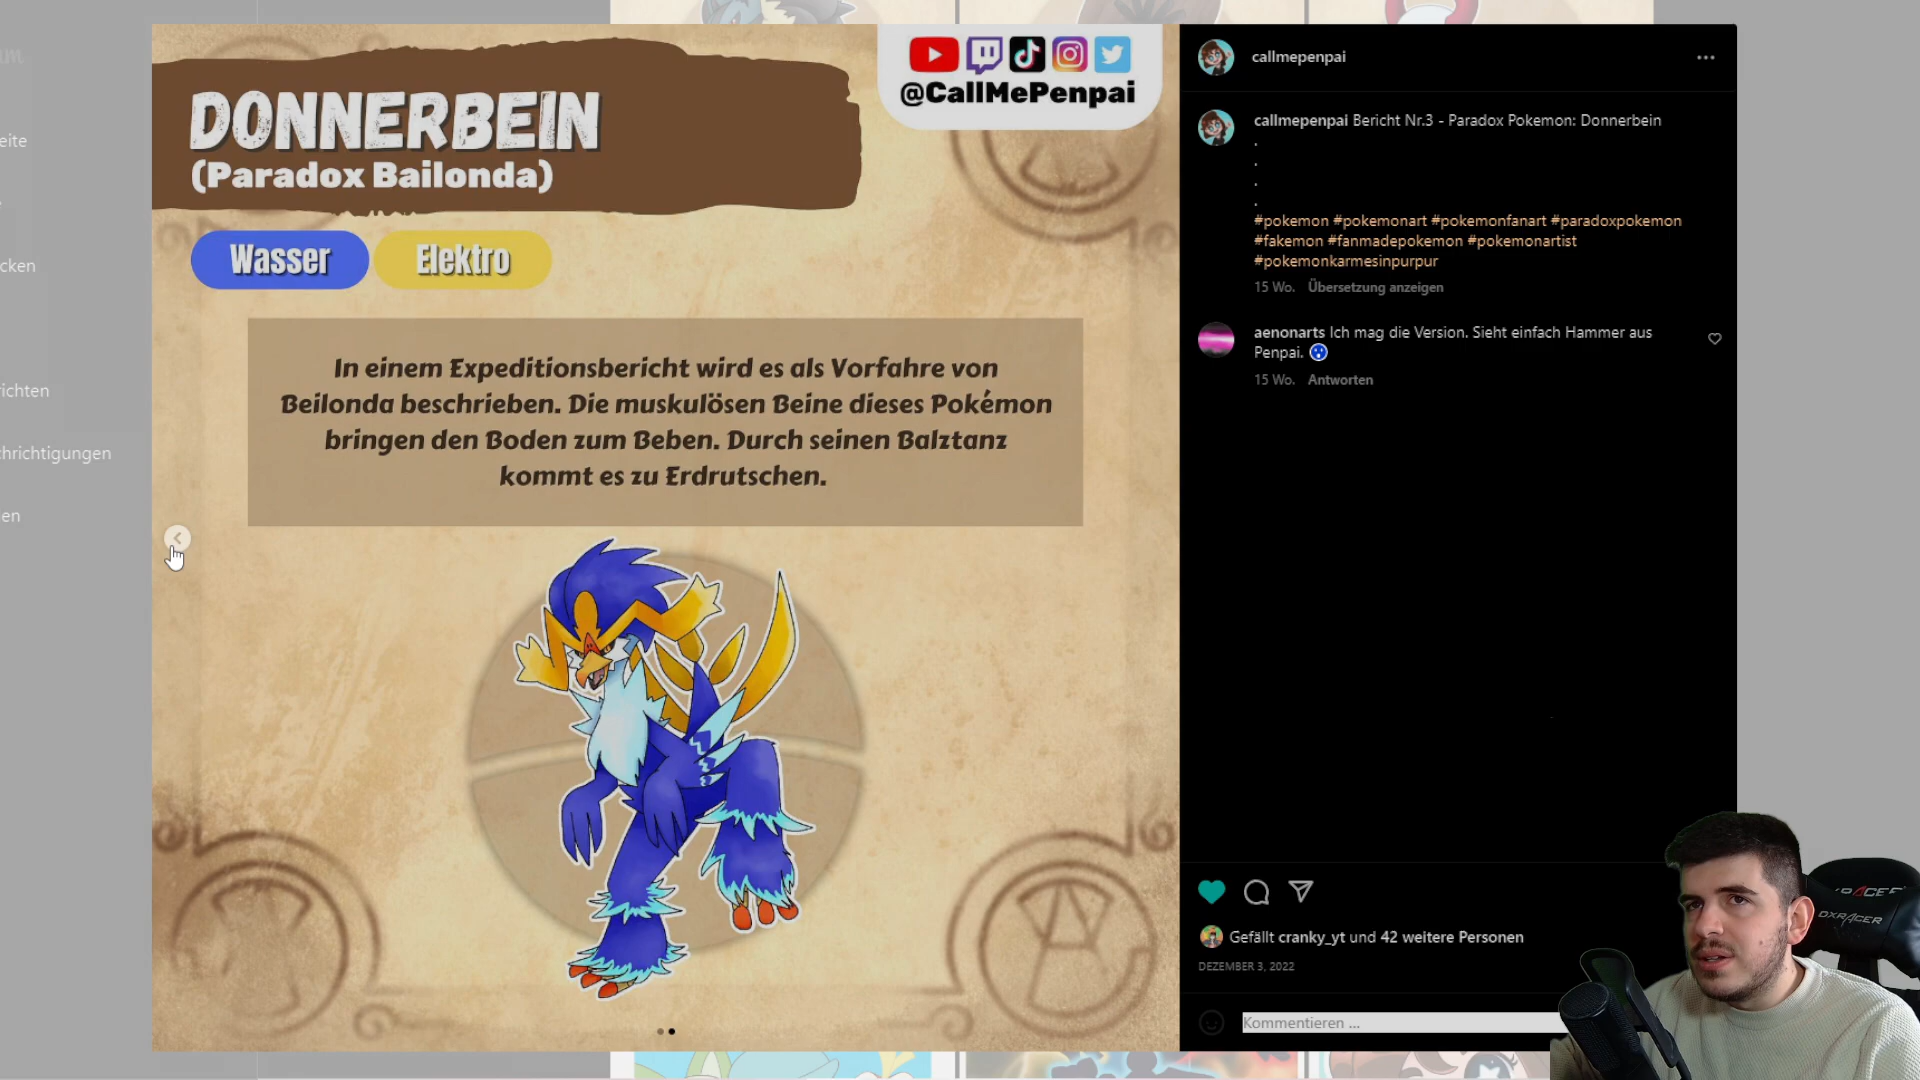 DONNERBEIN
(Paradox Bailonda)
Wasser Elektro
@CallMePenpai
In einem Expeditionsbericht wird es als Vorfahre von
Beilonda beschrieben. Die muskulösen Beine dieses Pokémon
bringen den Boden zum Beben. Durch seinen Balztanz
kommt es zu Erdrutschen.
callmepenpai
callmepenpai Bericht Nr.3 - Paradox Pokemon: Donnerbein
.
.
.
.
#pokemon #pokemonart #pokemonfanart #paradoxpokemon
#fakemon #fanmadepokemon #pokemonartist
#pokemonkarmesinpurpur
15 Wo. Übersetzung anzeigen
aenonarts Ich mag die Version. Sieht einfach Hammer aus
Penpai.
15 Wo. Antworten
Gefällt cranky_yt und 42 weitere Personen
DEZEMBER 3, 2022
Kommentieren ...
eite
cken
ichten
hrichtigungen
en
DXRACER